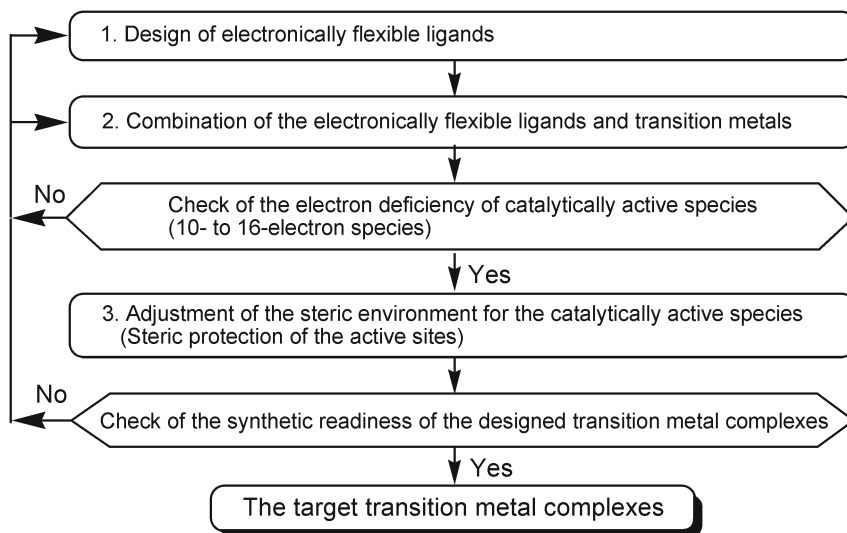 1. Design of electronically flexible ligands
2. Combination of the electronically flexible ligands and transition metals
No
Check of the electron deficiency of catalytically active species
(10- to 16-electron species)
Yes
3. Adjustment of the steric environment for the catalytically active species
(Steric protection of the active sites)
No
Check of the synthetic readiness of the designed transition metal complexes
Yes
The target transition metal complexes